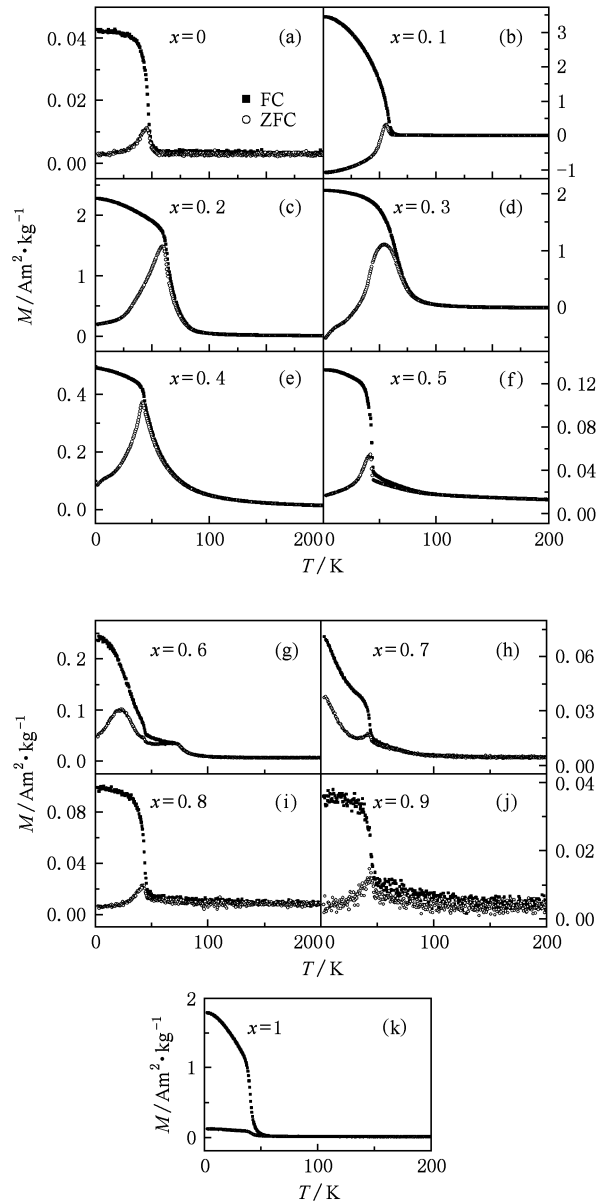 x=0 (a)
0.04
0.02
0.00
■ FC
○ ZFC
x=0.1 (b)
3
2
1
0
−1
M/Am²·kg⁻¹
x=0.2 (c)
2
1
0
x=0.3 (d)
2
1
0
x=0.4 (e)
0.4
0.2
0.0
x=0.5 (f)
0.12
0.08
0.04
0.00
0 100 200 0 100 200
T/K
x=0.6 (g)
0.2
0.1
0.0
x=0.7 (h)
0.06
0.03
0.00
M/Am²·kg⁻¹
x=0.8 (i)
0.08
0.04
0.00
x=0.9 (j)
0.04
0.02
0.00
0 100 200 0 100 200
T/K
x=1 (k)
2
1
0
M/Am²·kg⁻¹
0 100 200
T/K